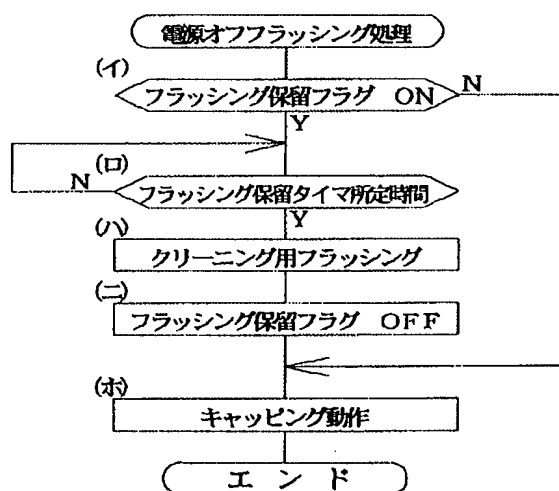 電源オフフラッシング処理
(イ)
フラッシング保留フラグ ON
N
Y
(ロ)
N
フラッシング保留タイマ所定時間
Y
(ハ)
クリーニング用フラッシング
(ニ)
フラッシング保留フラグ OFF
(ホ)
キャッピング動作
エンド